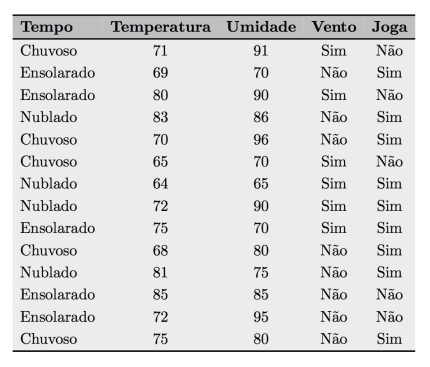 Tempo Temperatura Umidade Vento Joga
Chuvoso 71 91 Sim Não
Ensolarado 69 70 Não Sim
Ensolarado 80 90 Sim Não
Nublado 83 86 Não Sim
Chuvoso 70 96 Não Sim
Chuvoso 65 70 Sim Não
Nublado 64 65 Sim Sim
Nublado 72 90 Sim Sim
Ensolarado 75 70 Sim Sim
Chuvoso 68 80 Não Sim
Nublado 81 75 Não Sim
Ensolarado 85 85 Não Não
Ensolarado 72 95 Não Não
Chuvoso 75 80 Não Sim